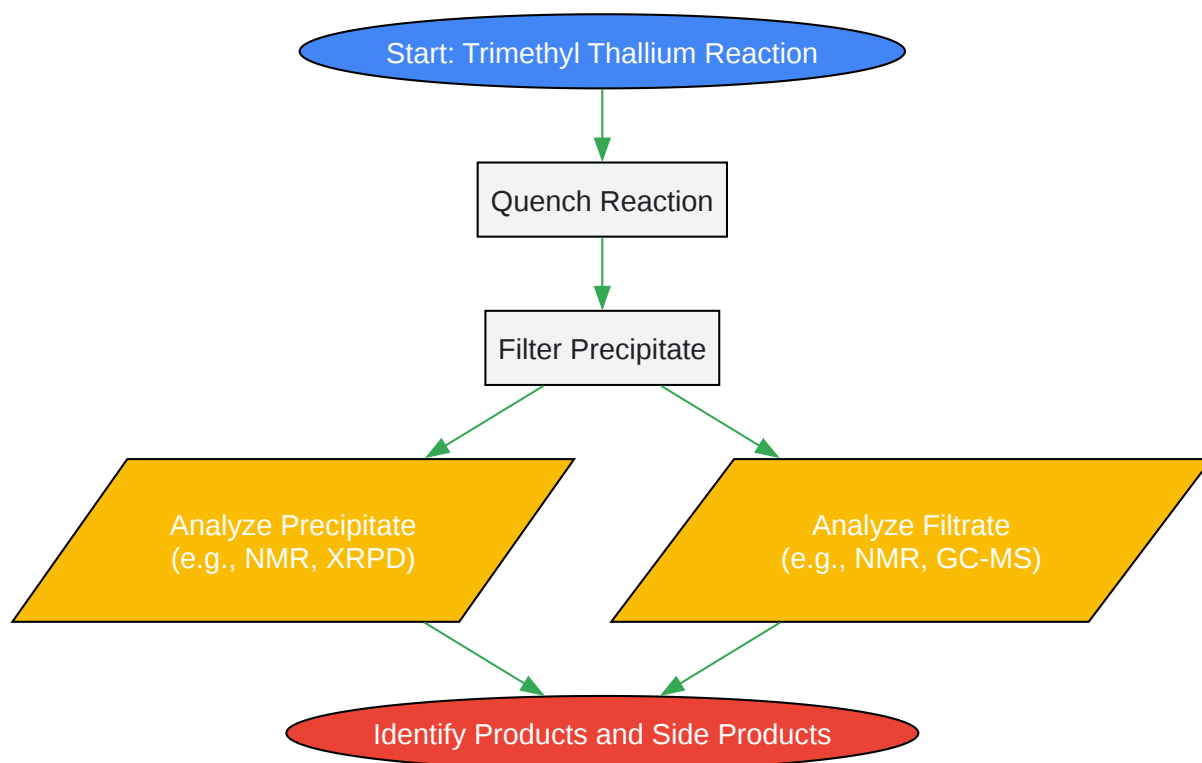 Start: Trimethyl Thallium Reaction
Quench Reaction
Filter Precipitate
Analyze Precipitate
(e.g., NMR, XRPD)
Analyze Filtrate
(e.g., NMR, GC-MS)
Identify Products and Side Products